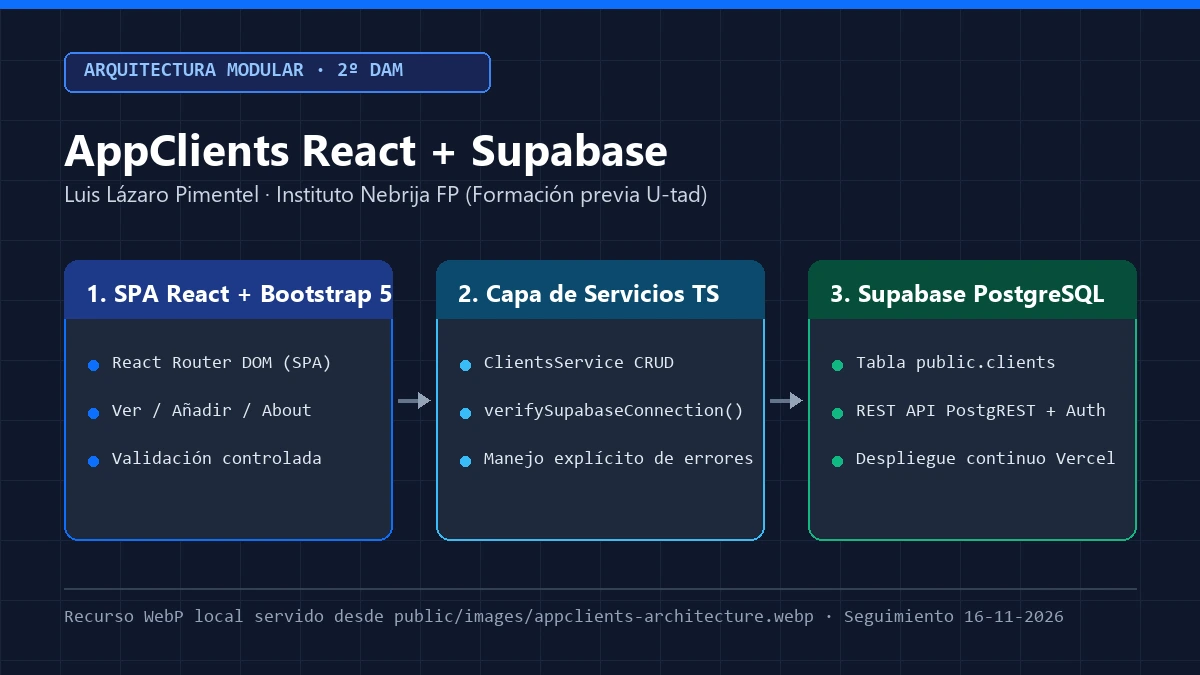 ARQUITECTURA MODULAR · 2º DAM
AppClients React + Supabase
Luis Lázaro Pimentel · Instituto Nebrija FP (Formación previa U-tad)
1. SPA React + Bootstrap 5
React Router DOM (SPA)
Ver / Añadir / About
Validación controlada
2. Capa de Servicios TS
ClientsService CRUD
verifySupabaseConnection()
Manejo explícito de errores
3. Supabase PostgreSQL
Tabla public.clients
REST API PostgREST + Auth
Despliegue continuo Vercel
Recurso WebP local servido desde public/images/appclients-architecture.webp · Seguimiento 16-11-2026